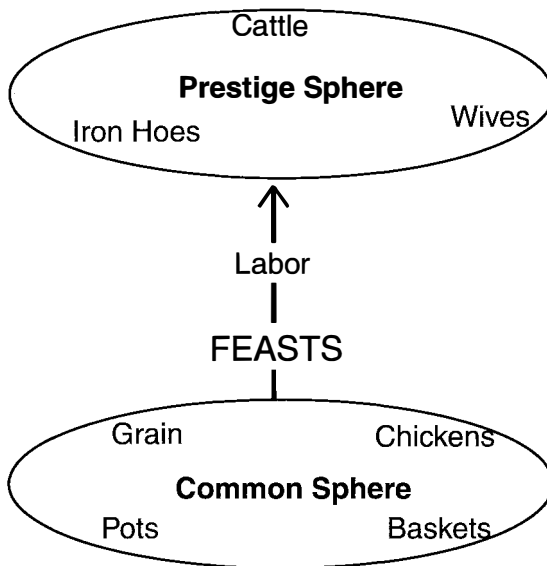 Cattle
Prestige Sphere
Iron Hoes
Wives
Labor
FEASTS
Grain
Chickens
Common Sphere
Pots
Baskets